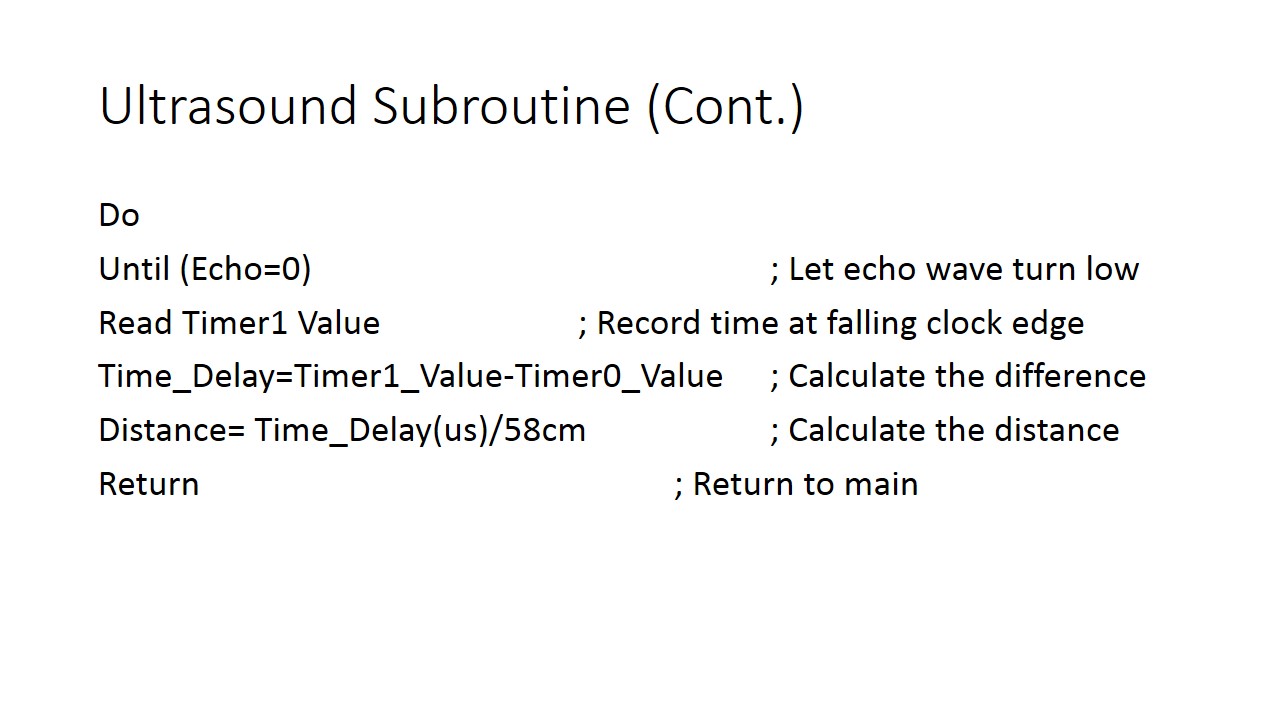 Ultrasound Subroutine (Cont.)
Do
Until (Echo=0) ; Let echo wave turn low
Read Timer1 Value ; Record time at falling clock edge
Time_Delay=Timer1_Value-Timer0_Value ; Calculate the difference
Distance= Time_Delay(us)/58cm ; Calculate the distance
Return ; Return to main